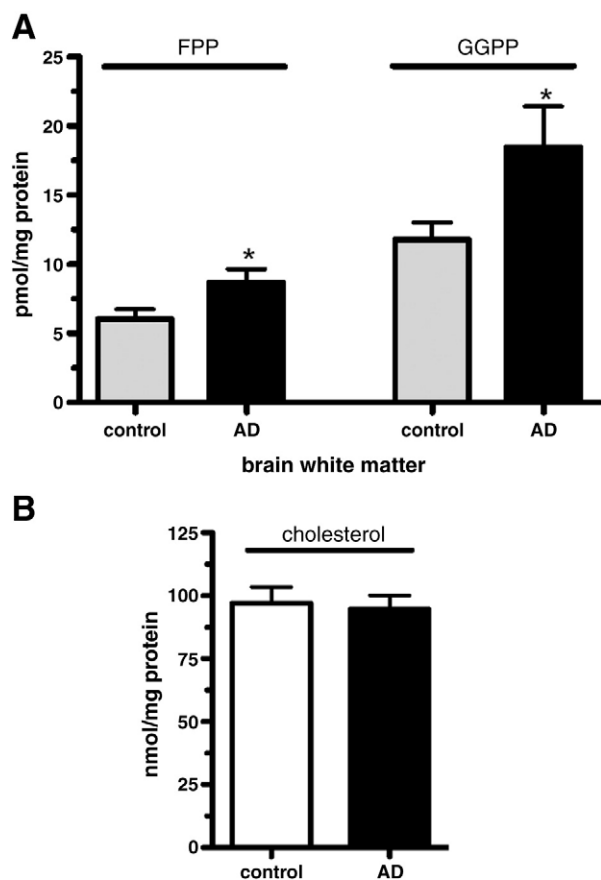 A
FPP
GGPP
25
20
15
10
5
0
pmol/mg protein
*
*
control
AD
control
AD
brain white matter
B
cholesterol
125
100
75
50
25
0
nmol/mg protein
control
AD